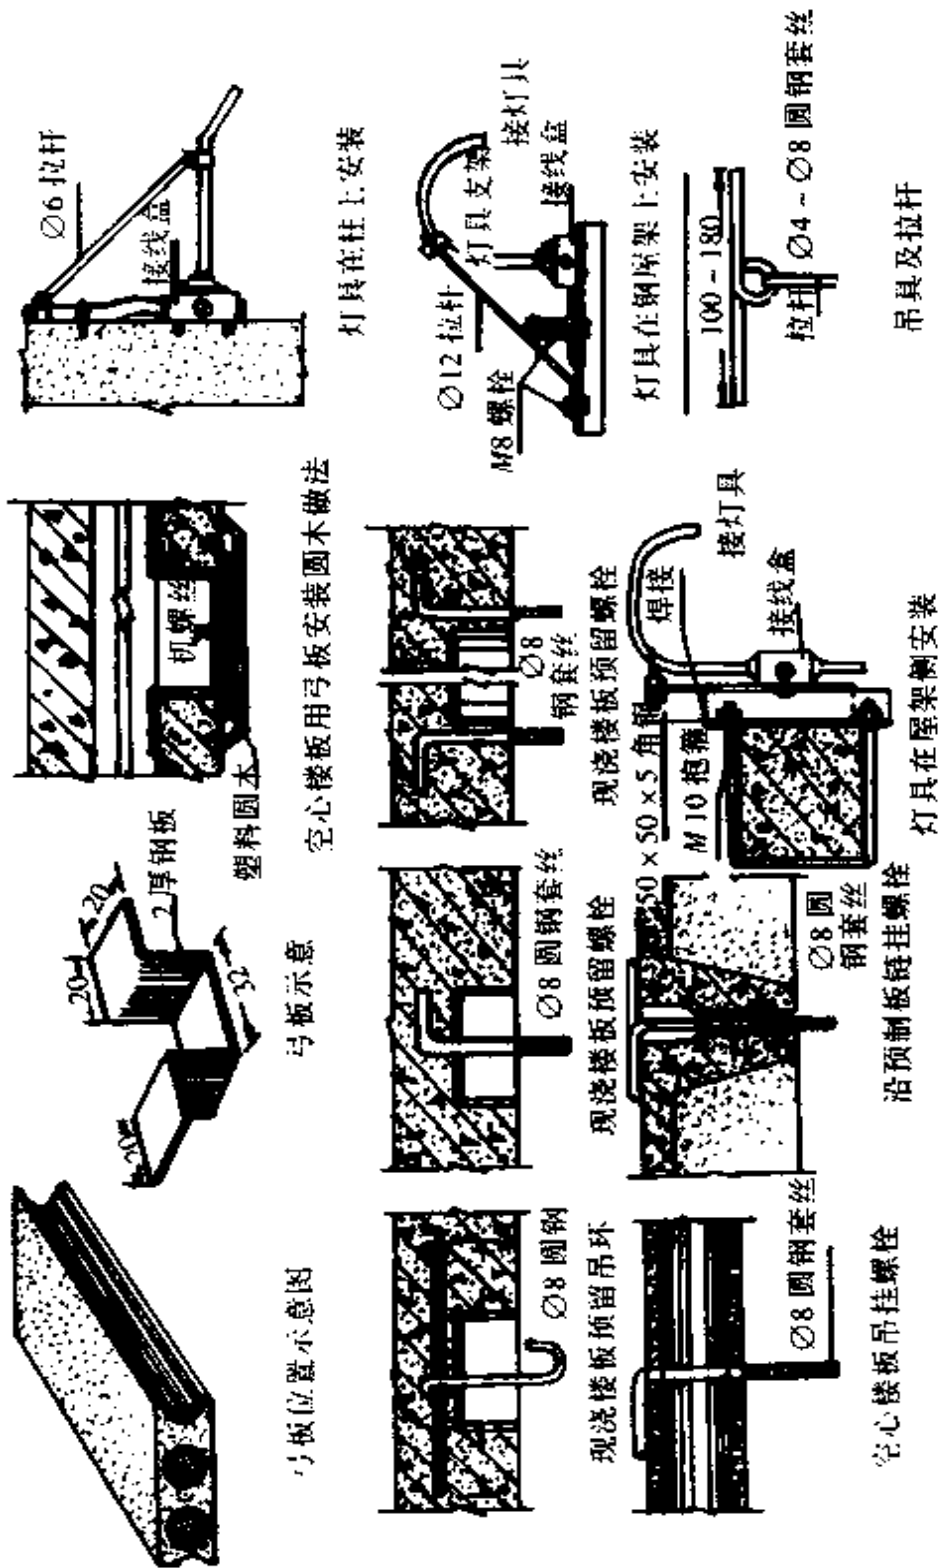 弓板位置示意图
20
20
20
32
2厚钢板
弓板示意
机螺丝
塑料圆木
空心楼板用弓板安装圆木做法
Ø6拉杆
接线盒
灯具在柱上安装
Ø8圆钢
现浇楼板预留吊环
Ø8圆钢套丝
现浇楼板预留螺栓
Ø8
钢套丝
现浇楼板预留螺栓
Ø12拉杆
M8螺栓
灯具支架
接灯具
接线盒
灯具在钢屋架上安装
Ø8圆钢套丝
空心楼板吊挂螺栓
Ø8圆
钢套丝
沿预制板链挂螺栓
50×50×5角钢
M10抱箍
焊接
接灯具
接线盒
灯具在屋架侧安装
100~180
拉杆Ø4~Ø8圆钢套丝
吊具及拉杆